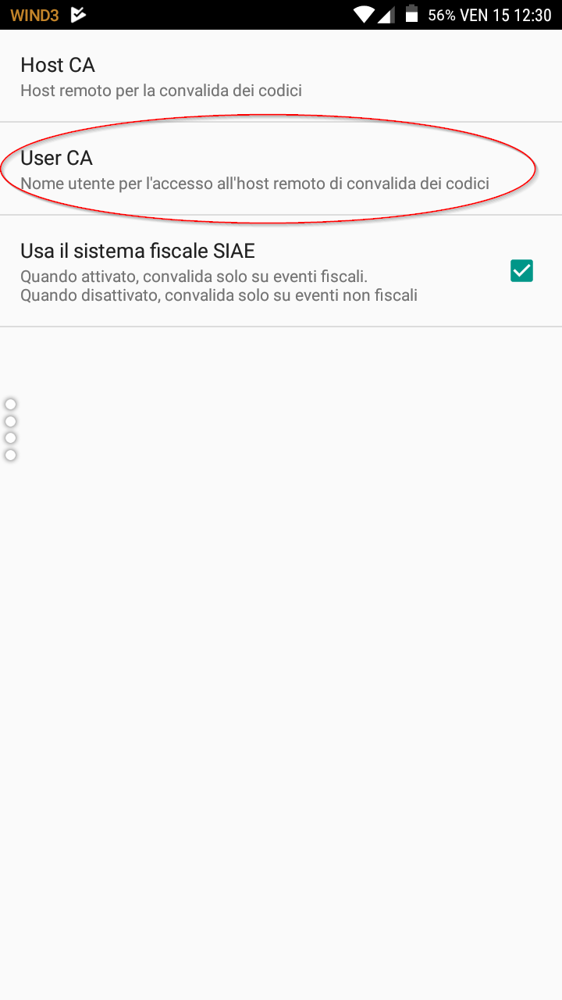 WIND3 56% VEN 15 12:30
Host CA
Host remoto per la convalida dei codici
User CA
Nome utente per l'accesso all'host remoto di convalida dei codici
Usa il sistema fiscale SIAE
Quando attivato, convalida solo su eventi fiscali.
Quando disattivato, convalida solo su eventi non fiscali